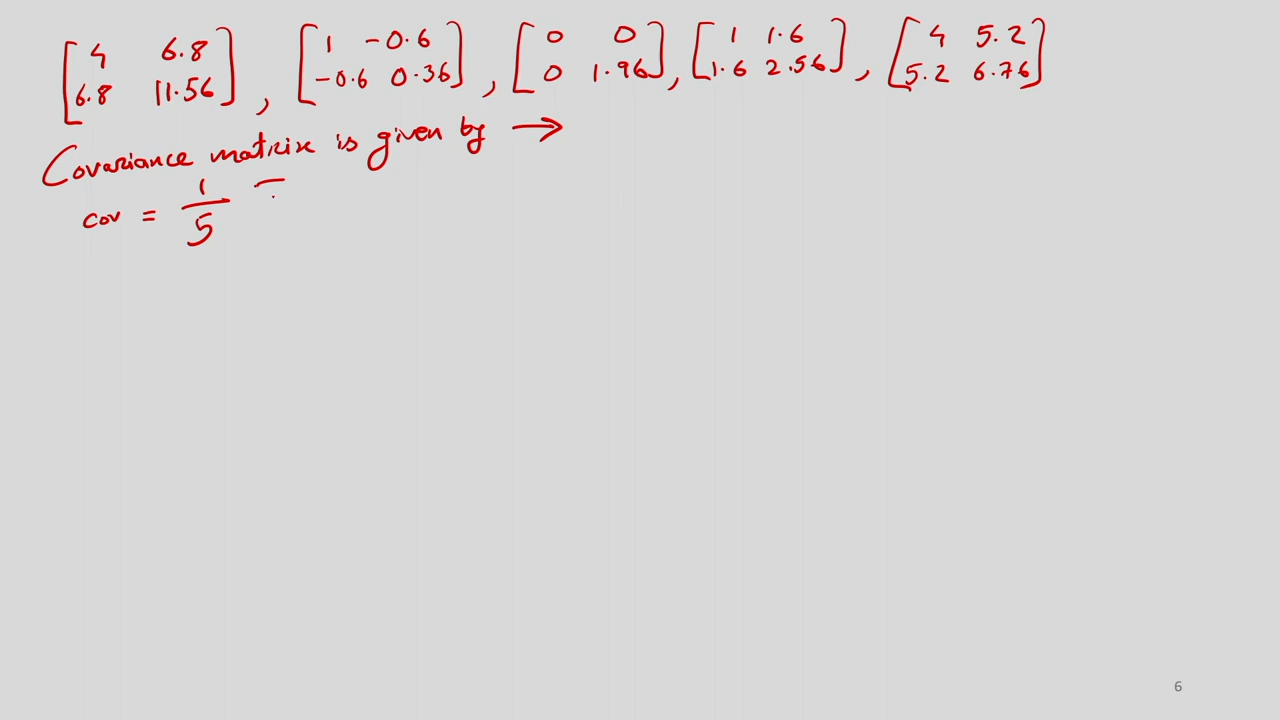 [4 6.8
6.8 11.56], [1 -0.6
-0.6 0.36], [0 0
0 1.96], [1 1.6
1.6 2.56], [4 5.2
5.2 6.76]
Covariance matrix is given by →
cov = 1/5
6